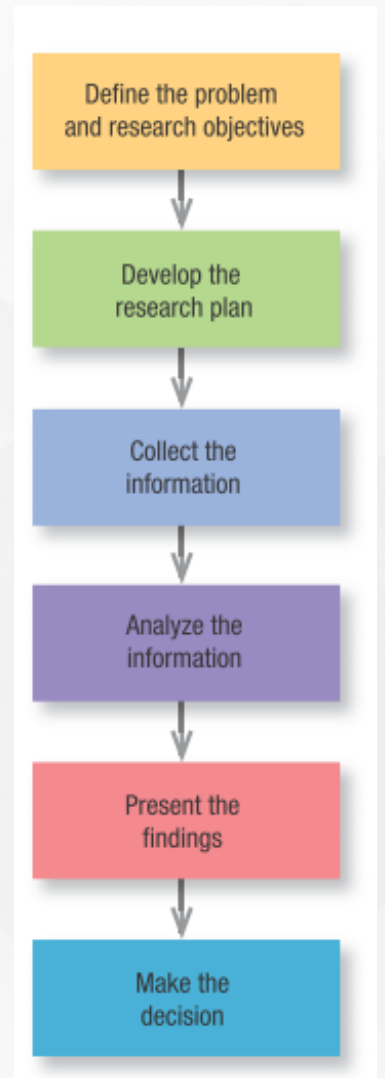 Define the problem
and research objectives
Develop the
research plan
Collect the
information
Analyze the
information
Present the
findings
Make the
decision